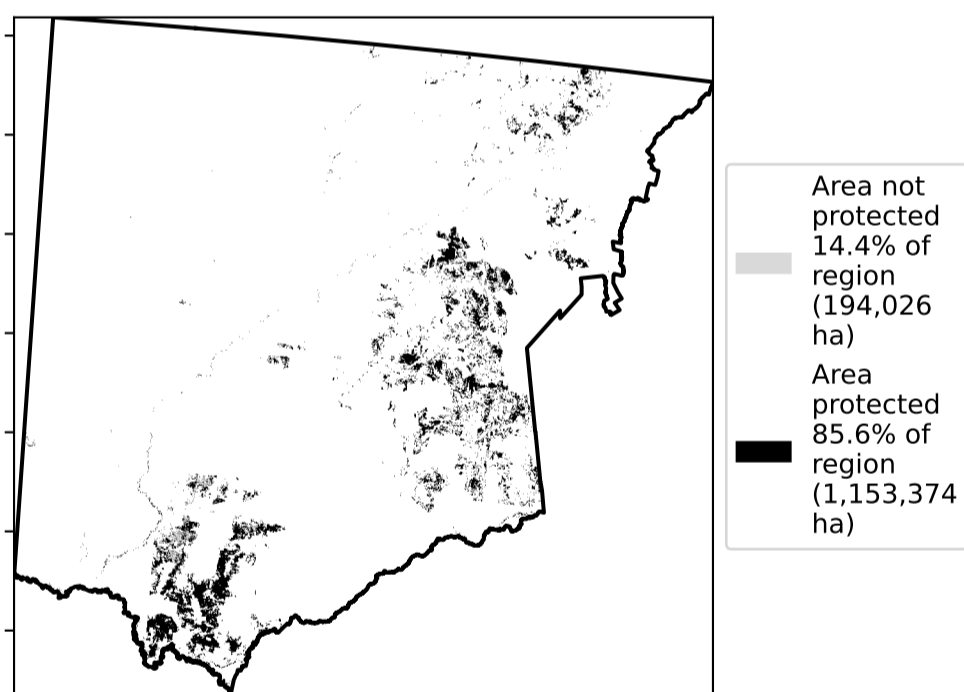 Area not
protected
14.4% of
region
(194,026
ha)
Area
protected
85.6% of
region
(1,153,374
ha)